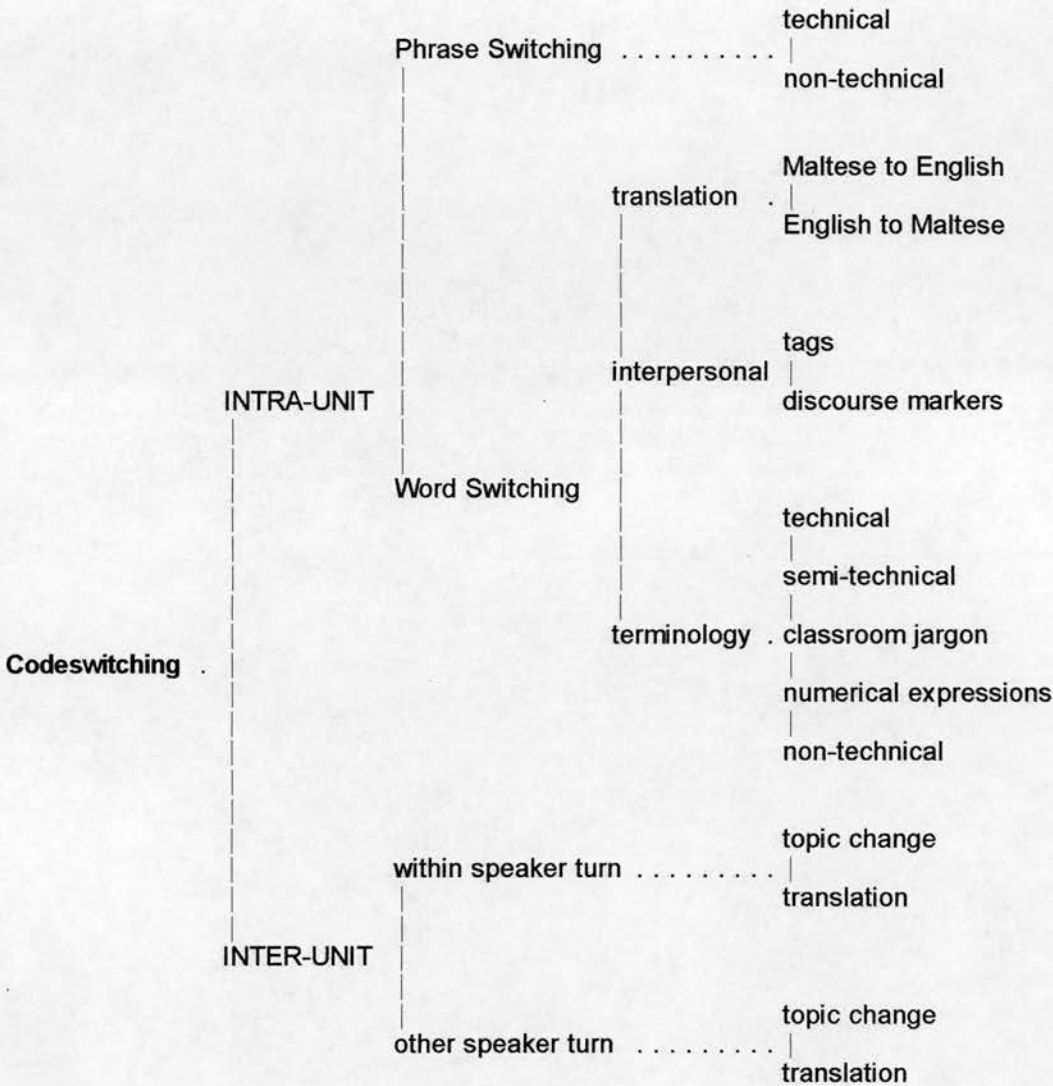 technical
Phrase Switching . . . . . . . . . .
non-technical
Maltese to English
translation .
English to Maltese
tags
interpersonal
INTRA-UNIT
discourse markers
Word Switching
technical
semi-technical
terminology . classroom jargon
Codeswitching .
numerical expressions
non-technical
topic change
within speaker turn . . . . . . . . .
translation
INTER-UNIT
topic change
other speaker turn . . . . . . . . .
translation